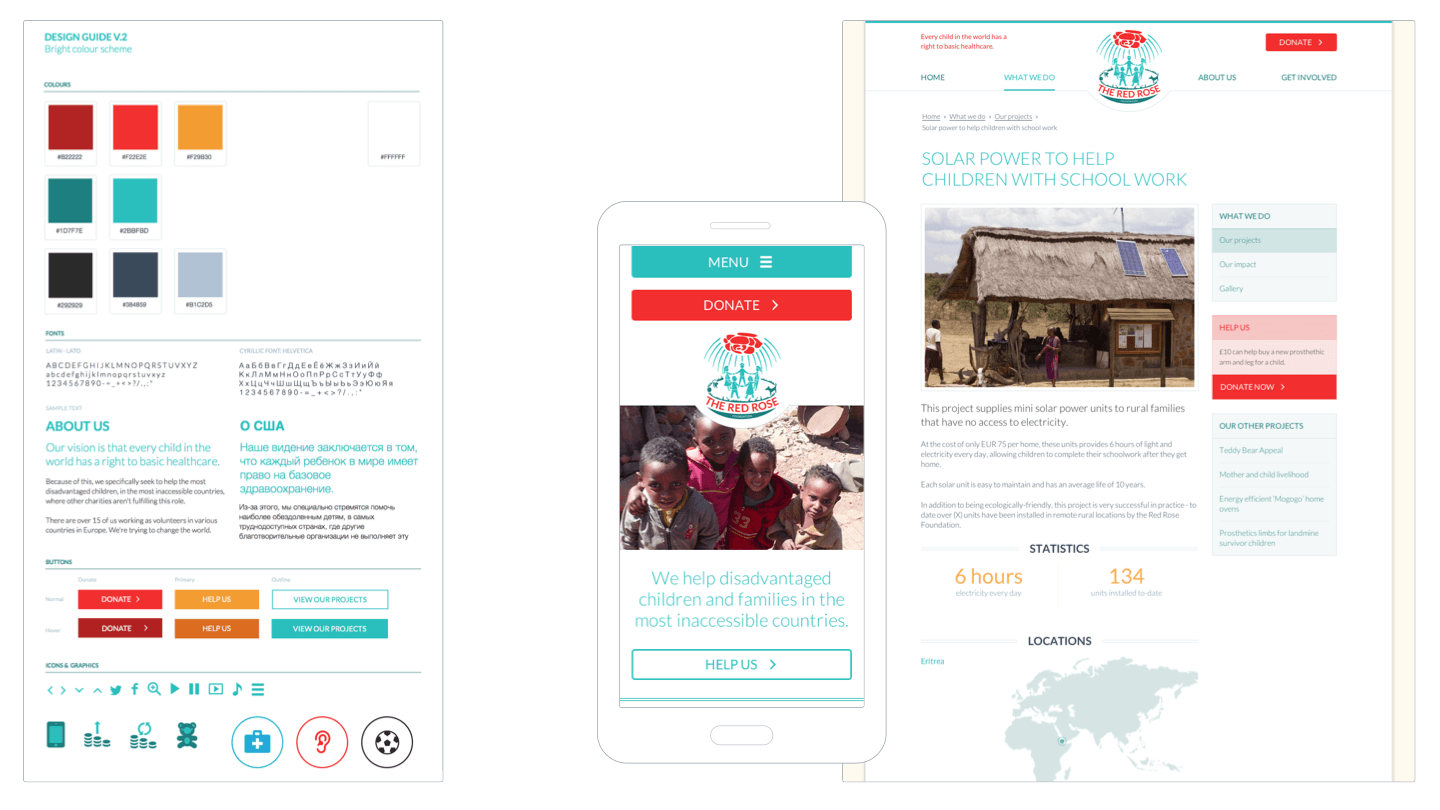 DESIGN GUIDE V.2
Bright colour scheme
COLOURS
#B22222
#F22E2E
#F29B30
#FFFFFF
#1D7F7E
#2BBFBD
#292929
#384859
#B1C2D5
FONTS
LATIN - LATO
ABCDEFGHIJKLMNOPQRSTUVXYZ
abcdefghijklmnopqrstuvxyz
1234567890-=_+<>?/.,:"
CYRILLIC FONT: HELVETICA
АаБбВвГгДдЕеЁёЖжЗзИиЙй
КкЛлМмНнОоПпРрСсТтУуФф
ХхЦцЧчШшЩщЪъЫыЬьЭэЮюЯя
1234567890-=_+<>?/.,:"
SAMPLE TEXT
ABOUT US
Our vision is that every child in the
world has a right to basic healthcare.
Because of this, we specifically seek to help the most
disadvantaged children, in the most inaccessible countries,
where other charities aren't fulfilling this role.
There are over 15 of us working as volunteers in various
countries in Europe. We're trying to change the world.
О США
Наше видение заключается в том,
что каждый ребенок в мире имеет
право на базовое
здравоохранение.
Из-за этого, мы специально стремятся помочь
наиболее обездоленным детям, в самых
труднодоступных странах, где другие
благотворительные организации не выполняет эту
BUTTONS
Donate
Primary
Outline
Normal
DONATE
HELP US
VIEW OUR PROJECTS
Hover
DONATE
HELP US
VIEW OUR PROJECTS
ICONS & GRAPHICS
MENU
DONATE
THE RED ROSE
We help disadvantaged
children and families in the
most inaccessible countries.
HELP US
Every child in the world has a
right to basic healthcare.
DONATE
HOME
WHAT WE DO
THE RED ROSE
ABOUT US
GET INVOLVED
Home › What we do › Our projects ›
Solar power to help children with school work
SOLAR POWER TO HELP
CHILDREN WITH SCHOOL WORK
This project supplies mini solar power units to rural families
that have no access to electricity.
At the cost of only EUR 75 per home, these units provides 6 hours of light and
electricity every day, allowing children to complete their schoolwork after they get
home.
Each solar unit is easy to maintain and has an average life of 10 years.
In addition to being ecologically-friendly, this project is very successful in practice - to
date over (X) units have been installed in remote rural locations by the Red Rose
Foundation.
STATISTICS
6 hours
electricity every day
134
units installed to-date
LOCATIONS
Eritrea
WHAT WE DO
Our projects
Our impact
Gallery
HELP US
£10 can help buy a new prosthethic
arm and leg for a child.
DONATE NOW
OUR OTHER PROJECTS
Teddy Bear Appeal
Mother and child livelihood
Energy efficient 'Mogogo' home
ovens
Prosthetics limbs for landmine
survivor children